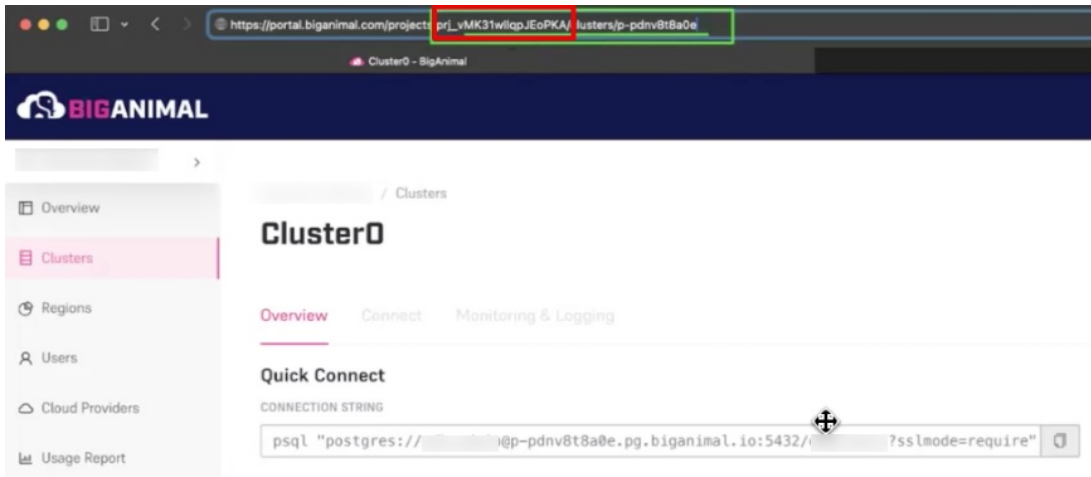 https://portal.biganimal.com/projects/prj_vMK31wllqpJEoPKA/clusters/p-pdnv8t8a0e
Cluster0 - BigAnimal
BIGANIMAL
/ Clusters
Cluster0
Overview
Clusters
Regions
Users
Cloud Providers
Usage Report
Overview Connect Monitoring & Logging
Quick Connect
CONNECTION STRING
psql "postgres:// @p-pdnv8t8a0e.pg.biganimal.io:5432/ ?sslmode=require"